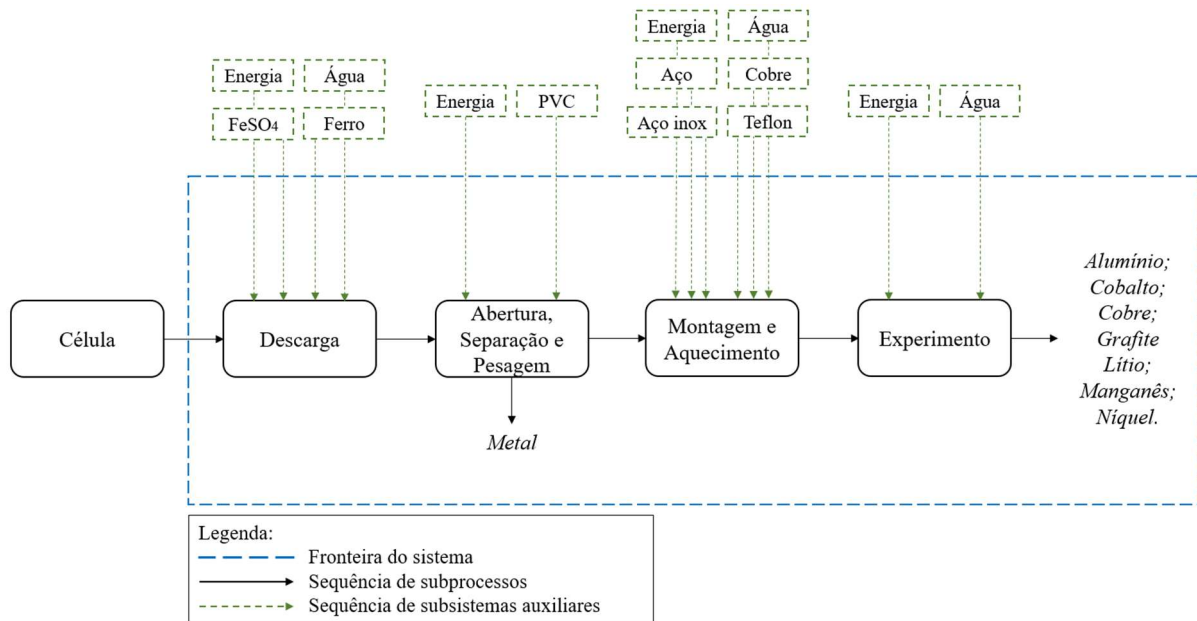 Energia
Água
Energia
Água
Aço
Cobre
Energia
PVC
Energia
Água
FeSO4
Ferro
Aço inox
Teflon
Célula
Descarga
Abertura,
Separação e
Pesagem
Montagem e
Aquecimento
Experimento
Alumínio;
Cobalto;
Cobre;
Grafite
Lítio;
Manganês;
Níquel.
Metal
Legenda:
Fronteira do sistema
Sequência de subprocessos
Sequência de subsistemas auxiliares